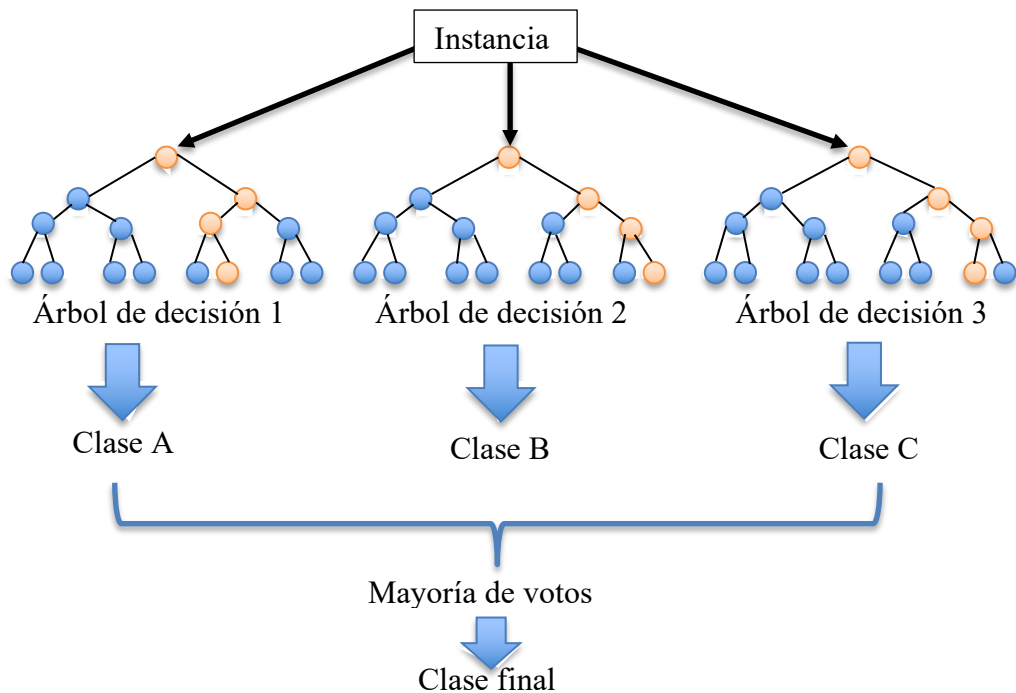 Instancia
Árbol de decisión 1
Árbol de decisión 2
Árbol de decisión 3
Clase A
Clase B
Clase C
Mayoría de votos
Clase final